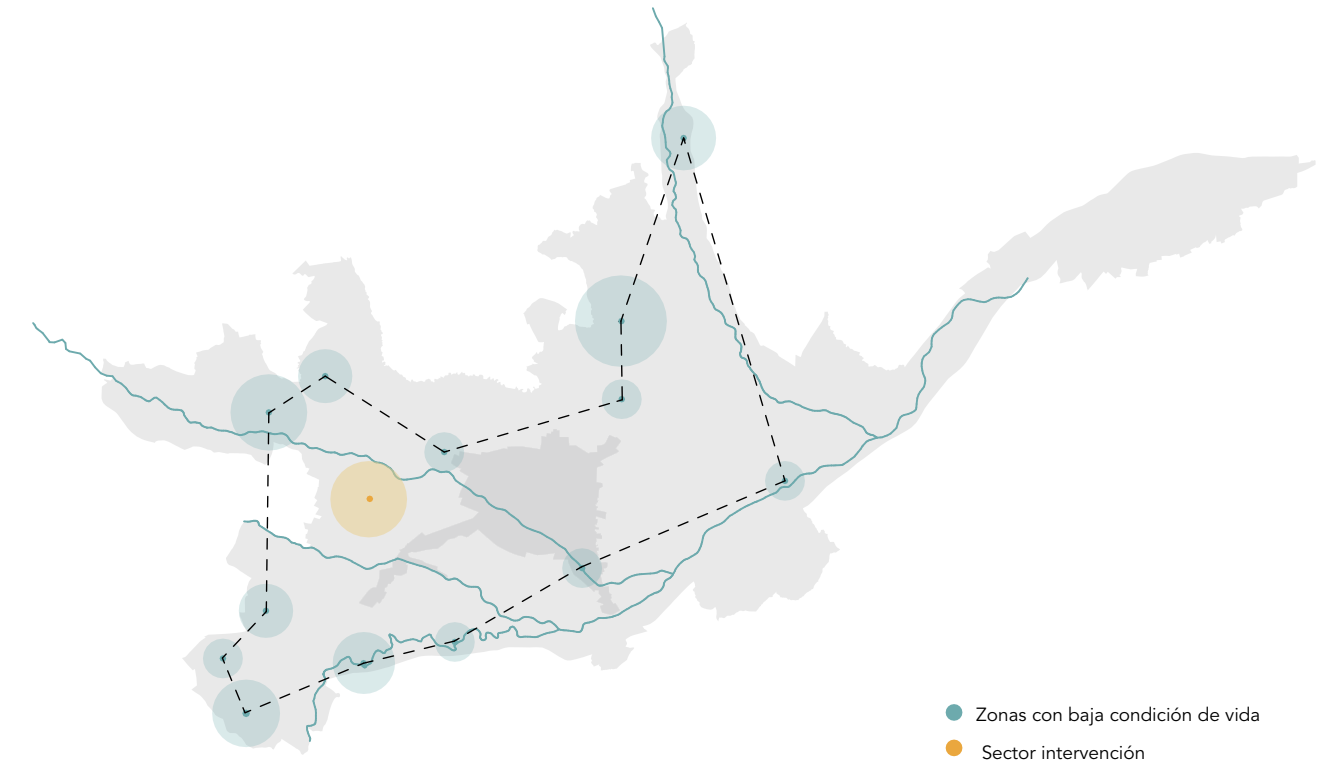 Zonas con baja condición de vida
Sector intervención